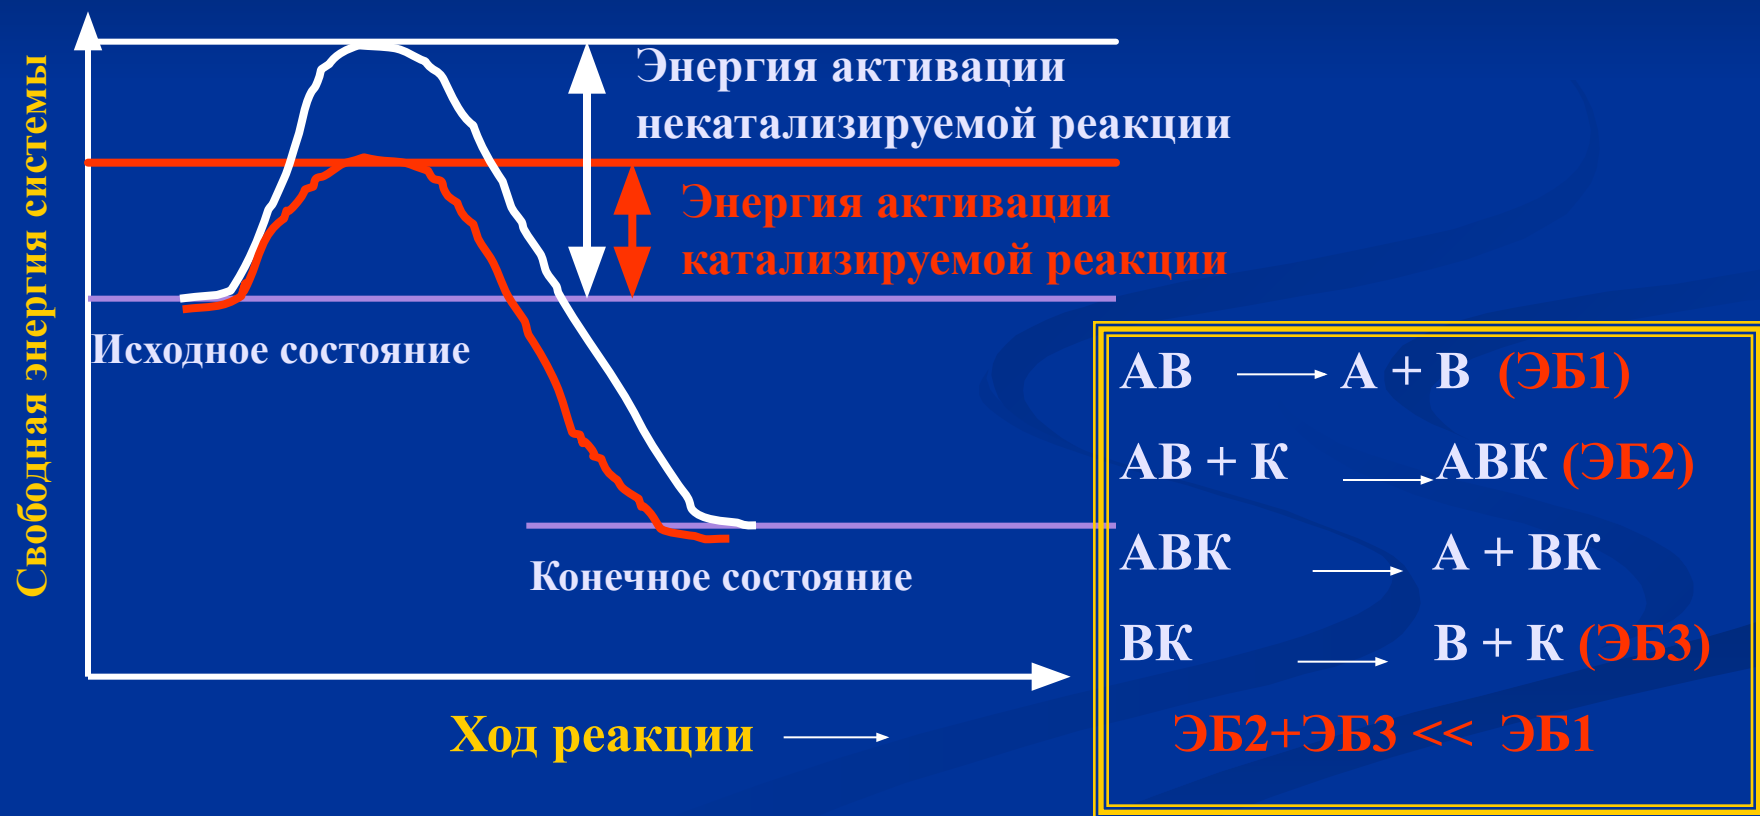 Свободная энергия системы
Энергия активации
некатализируемой реакции
Энергия активации
катализируемой реакции
Исходное состояние
Конечное состояние
Ход реакции
АВ → А + В (ЭБ1)
АВ + К → АВК (ЭБ2)
АВК → А + ВК
ВК → В + К (ЭБ3)
ЭБ2+ЭБ3 << ЭБ1